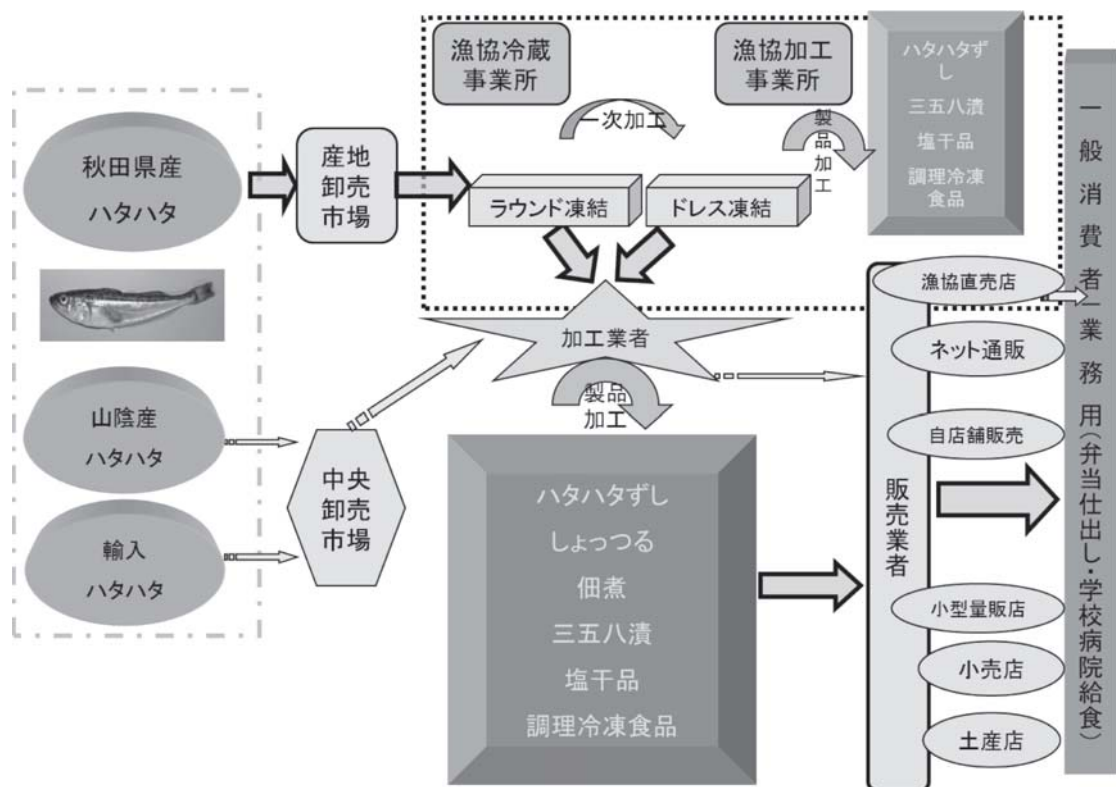 漁協冷蔵
事業所
漁協加工
事業所
ハタハタず
し
三五八漬
塩干品
調理冷凍
食品
一次加工
製品加工
秋田県産
ハタハタ
産地
卸売
市場
ラウンド凍結
ドレス凍結
加工業者
製品
加工
山陰産
ハタハタ
輸入
ハタハタ
中央
卸売
市場
ハタハタずし
しょっつる
佃煮
三五八漬
塩干品
調理冷凍食品
販売業者
漁協直売店
ネット通販
自店舗販売
小型量販店
小売店
土産店
一般消費者・業務用(弁当仕出し・学校病院給食)